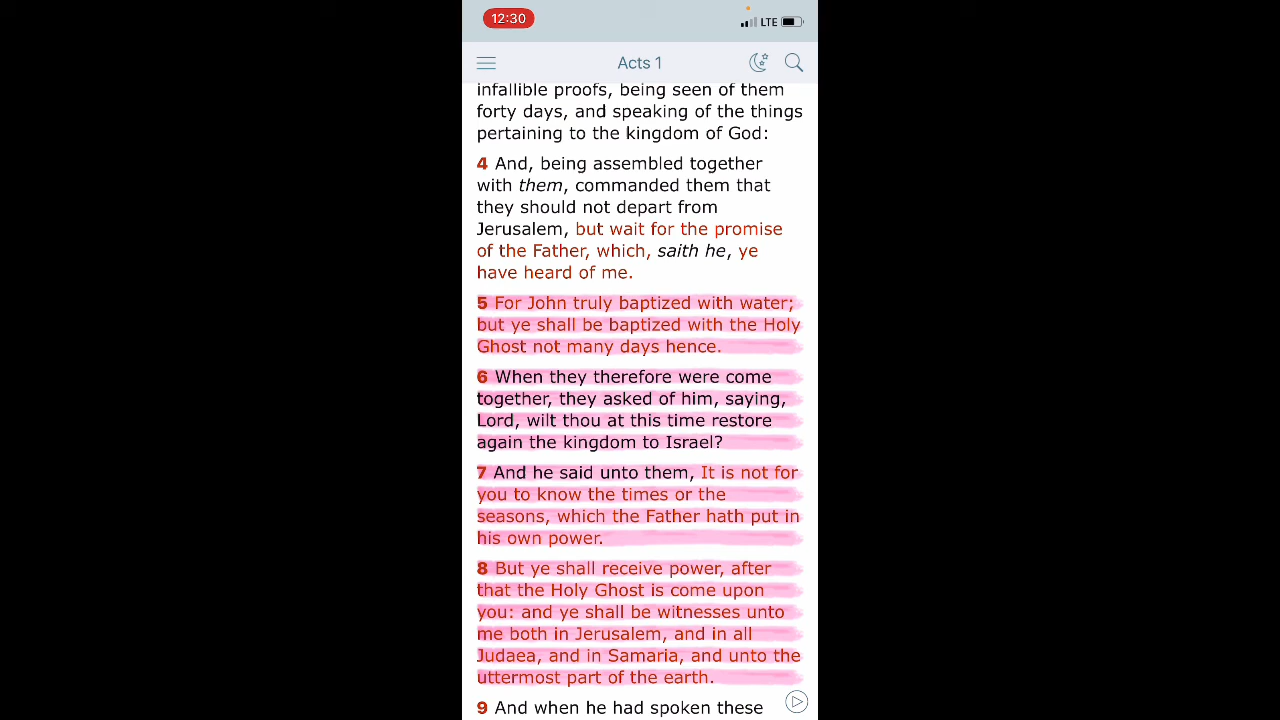 12:30
LTE
Acts 1
infallible proofs, being seen of them
forty days, and speaking of the things
pertaining to the kingdom of God:
4 And, being assembled together
with them, commanded them that
they should not depart from
Jerusalem, but wait for the promise
of the Father, which, saith he, ye
have heard of me.
5 For John truly baptized with water;
but ye shall be baptized with the Holy
Ghost not many days hence.
6 When they therefore were come
together, they asked of him, saying,
Lord, wilt thou at this time restore
again the kingdom to Israel?
7 And he said unto them, It is not for
you to know the times or the
seasons, which the Father hath put in
his own power.
8 But ye shall receive power, after
that the Holy Ghost is come upon
you: and ye shall be witnesses unto
me both in Jerusalem, and in all
Judaea, and in Samaria, and unto the
uttermost part of the earth.
9 And when he had spoken these